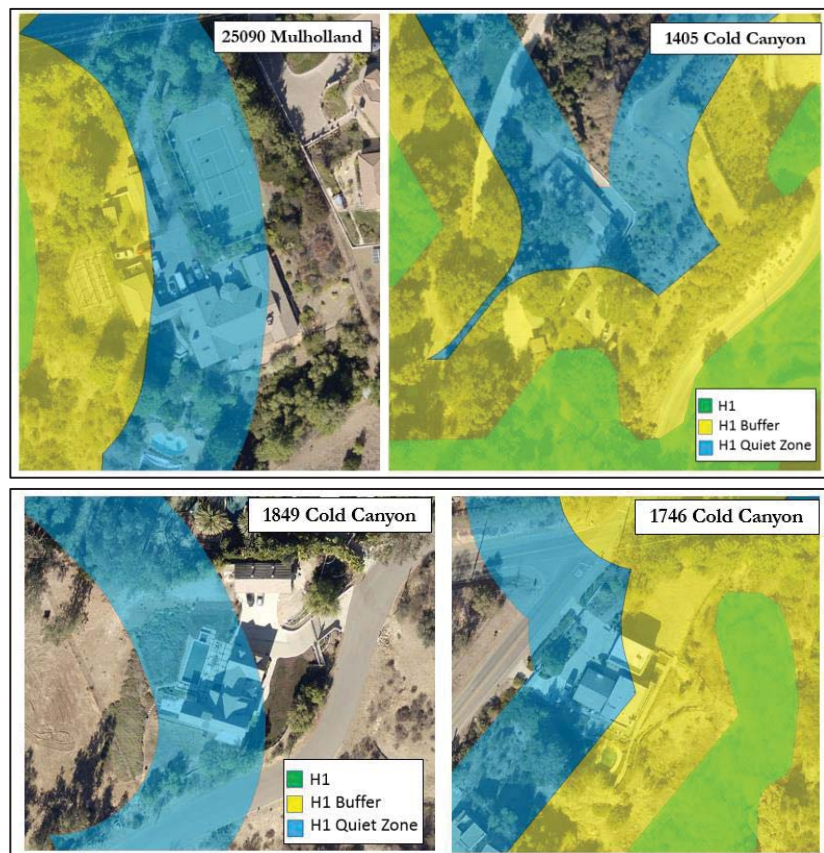 25090 Mulholland
1405 Cold Canyon
H1
H1 Buffer
H1 Quiet Zone
1849 Cold Canyon
1746 Cold Canyon
H1
H1 Buffer
H1 Quiet Zone